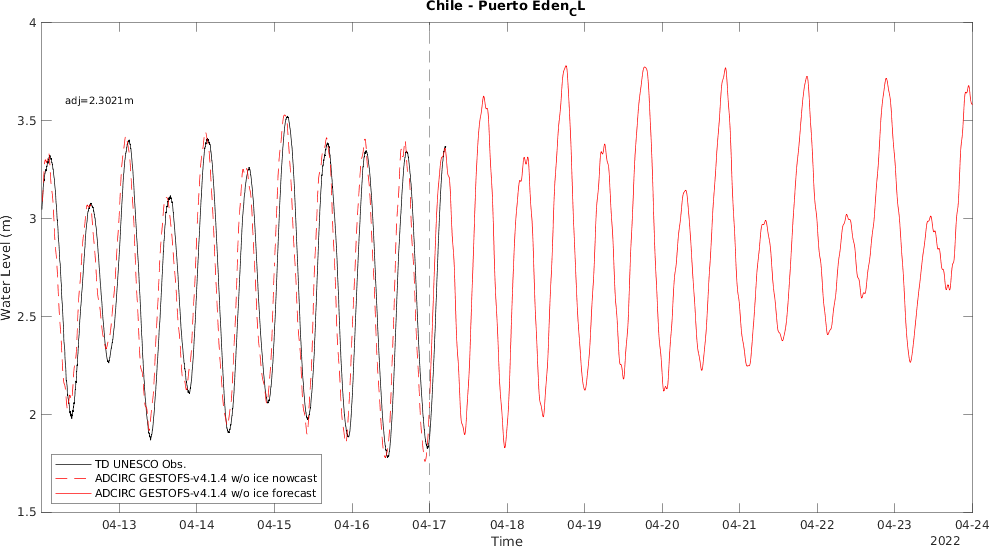 Chile - Puerto Eden_CL
adj=2.3021m
Water Level (m)
4
3.5
3
2.5
2
1.5
TD UNESCO Obs.
ADCIRC GESTOFS-v4.1.4 w/o ice nowcast
ADCIRC GESTOFS-v4.1.4 w/o ice forecast
04-13 04-14 04-15 04-16 04-17 04-18 04-19 04-20 04-21 04-22 04-23 04-24
Time
2022